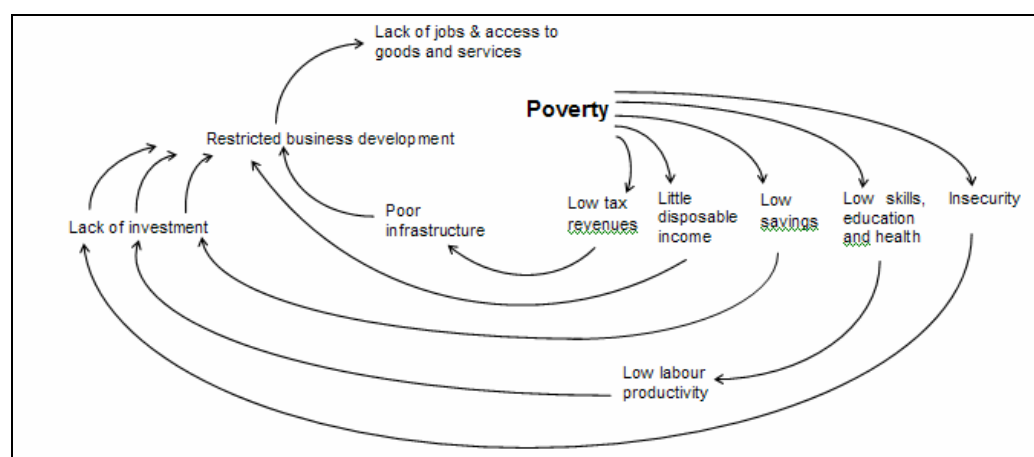 Lack of jobs & access to
goods and services
Poverty
Restricted business development
Lack of investment
Poor
infrastructure
Low tax
revenues
Little
disposable
income
Low
savings
Low skills,
education
and health
Insecurity
Low labour
productivity